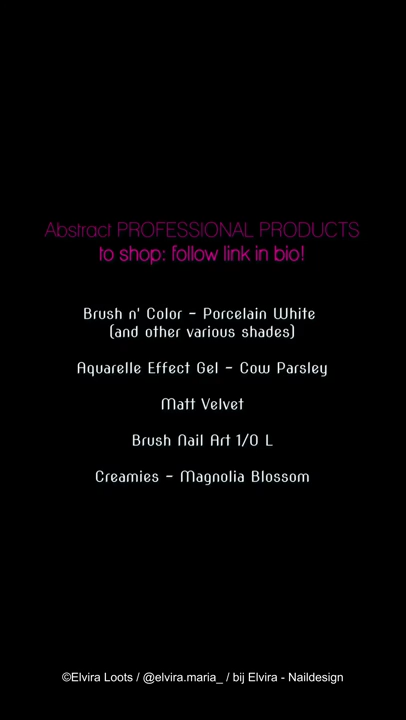 Abstract PROFESSIONAL PRODUCTS
to shop: follow link in bio!
Brush n' Color - Porcelain White
(and other various shades)
Aquarelle Effect Gel - Cow Parsley
Matt Velvet
Brush Nail Art 1/0 L
Creamies - Magnolia Blossom
©Elvira Loots / @elvira.maria_ / bij Elvira - Naildesign